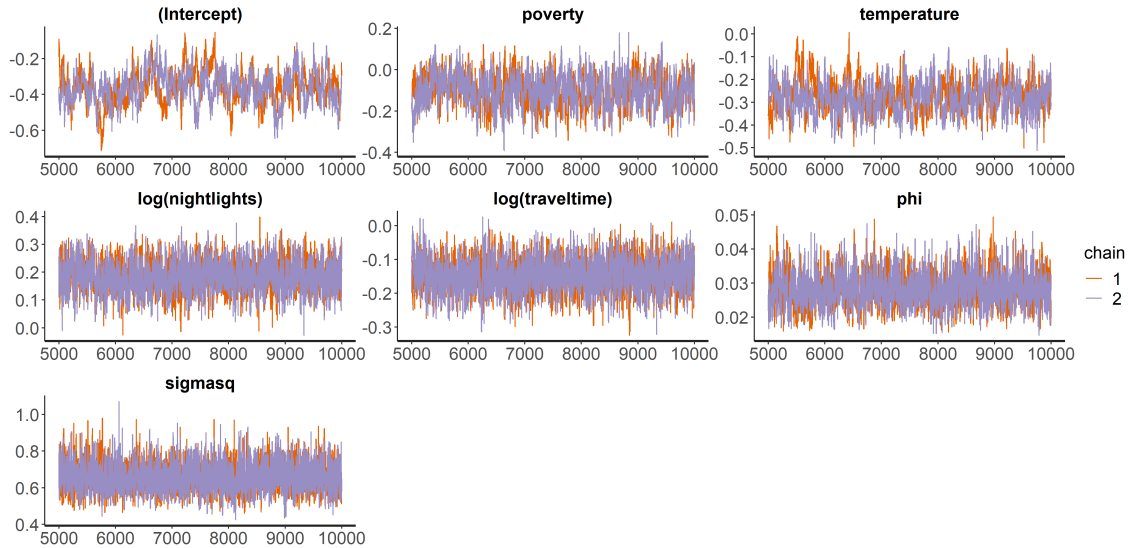 (Intercept) poverty temperature
-0.2 -0.4 -0.6
0.2 0.0 -0.2 -0.4
0.0 -0.1 -0.2 -0.3 -0.4 -0.5
5000 6000 7000 8000 9000 10000
5000 6000 7000 8000 9000 10000
5000 6000 7000 8000 9000 10000
log(nightlights) log(traveltime) phi
0.4 0.3 0.2 0.1 0.0
0.0 -0.1 -0.2 -0.3
0.05 0.04 0.03 0.02
5000 6000 7000 8000 9000 10000
5000 6000 7000 8000 9000 10000
5000 6000 7000 8000 9000 10000
chain
1
2
sigmasq
1.0
0.8
0.6
0.4
5000 6000 7000 8000 9000 10000